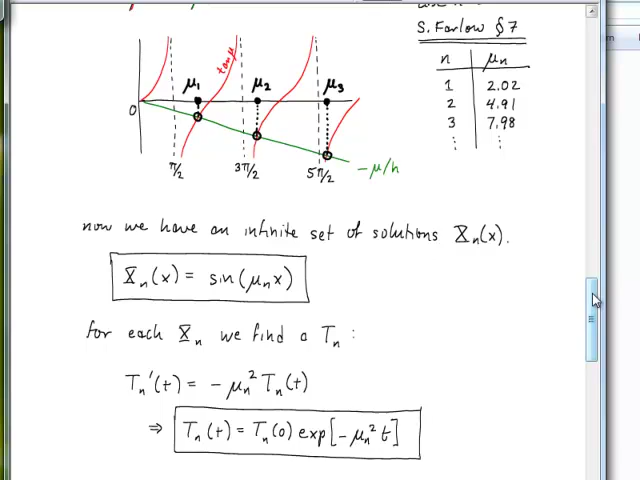 S. Farlow §7
n μn
1 2.02
2 4.91
3 7.98
⋮ ⋮
tan μ
μ1 μ2 μ3
0
π/2 3π/2 5π/2 -μ/h
now we have an infinite set of solutions Xn(x).
Xn(x) = sin(μnx)
for each Xn we find a Tn:
Tn'(t) = -μn² Tn(t)
⇒ Tn(t) = Tn(0) exp[-μn² t]